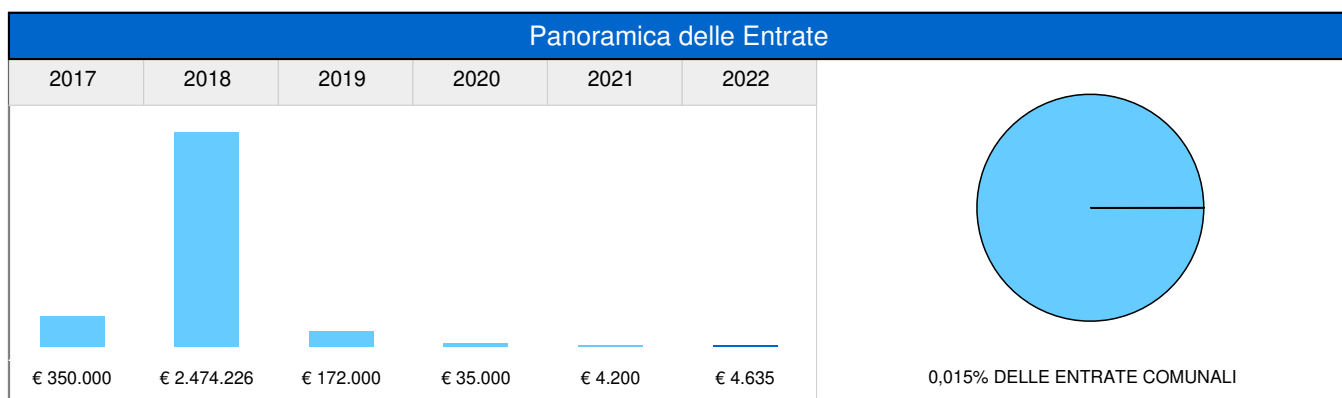 Panoramica delle Entrate
2017 2018 2019 2020 2021 2022
€ 350.000 € 2.474.226 € 172.000 € 35.000 € 4.200 € 4.635
0,015% DELLE ENTRATE COMUNALI